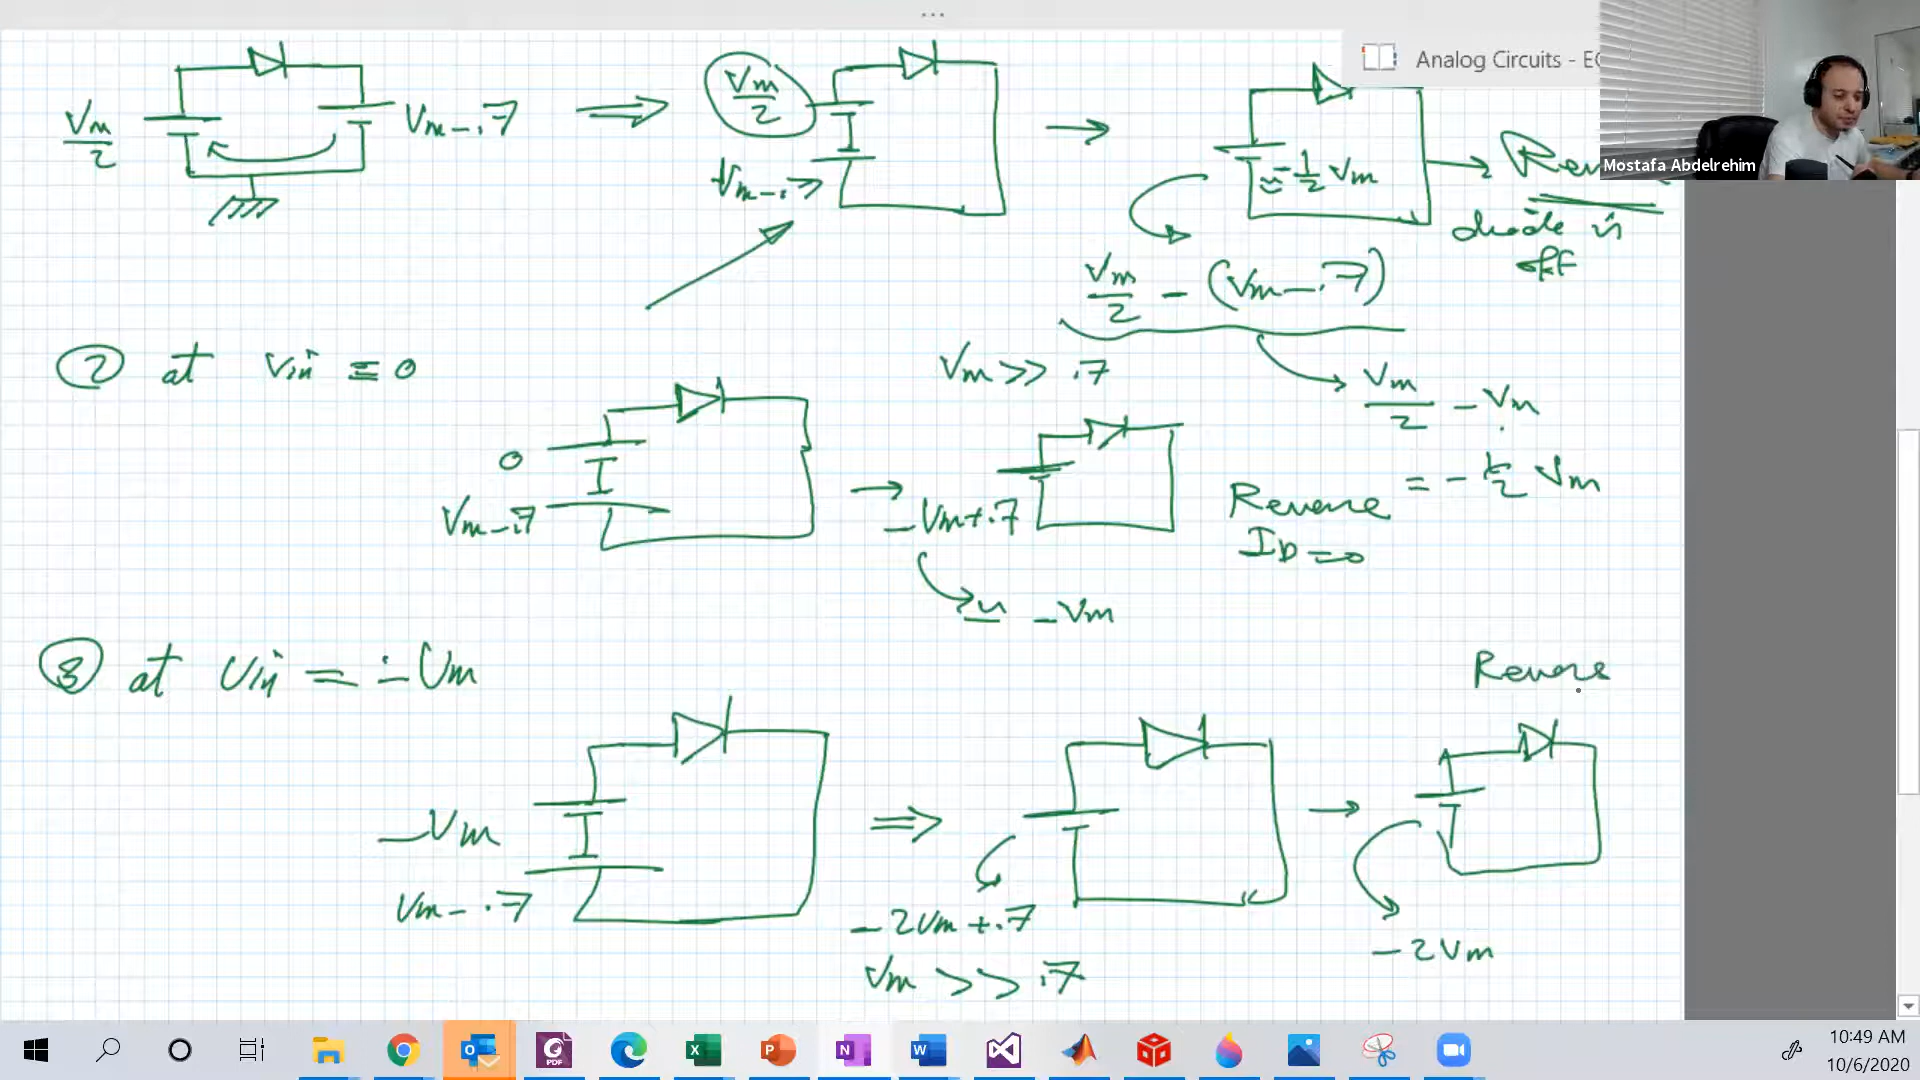 Analog Circuits - EC
Mostafa Abdelrehim
Vm/2
Vm-.7
Vm/2
Vm-.7
≈-1/2 Vm
diode is
off
Vm/2 - (Vm-.7)
② at Vin = 0
Vm >> .7
Vm/2 - Vm
= -1/2 Vm
0
Vm-.7
-Vm+.7
Reverse
ID=0
≈ -Vm
③ at Vin = -Vm
Revers
-Vm
Vm-.7
-2Vm+.7
Vm >> .7
-2Vm
10:49 AM
10/6/2020